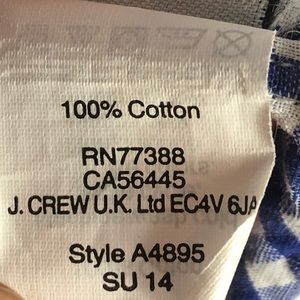 100% Cotton
RN77388
CA56445
J. CREW U.K. Ltd EC4V 6JA
Style A4895
SU 14